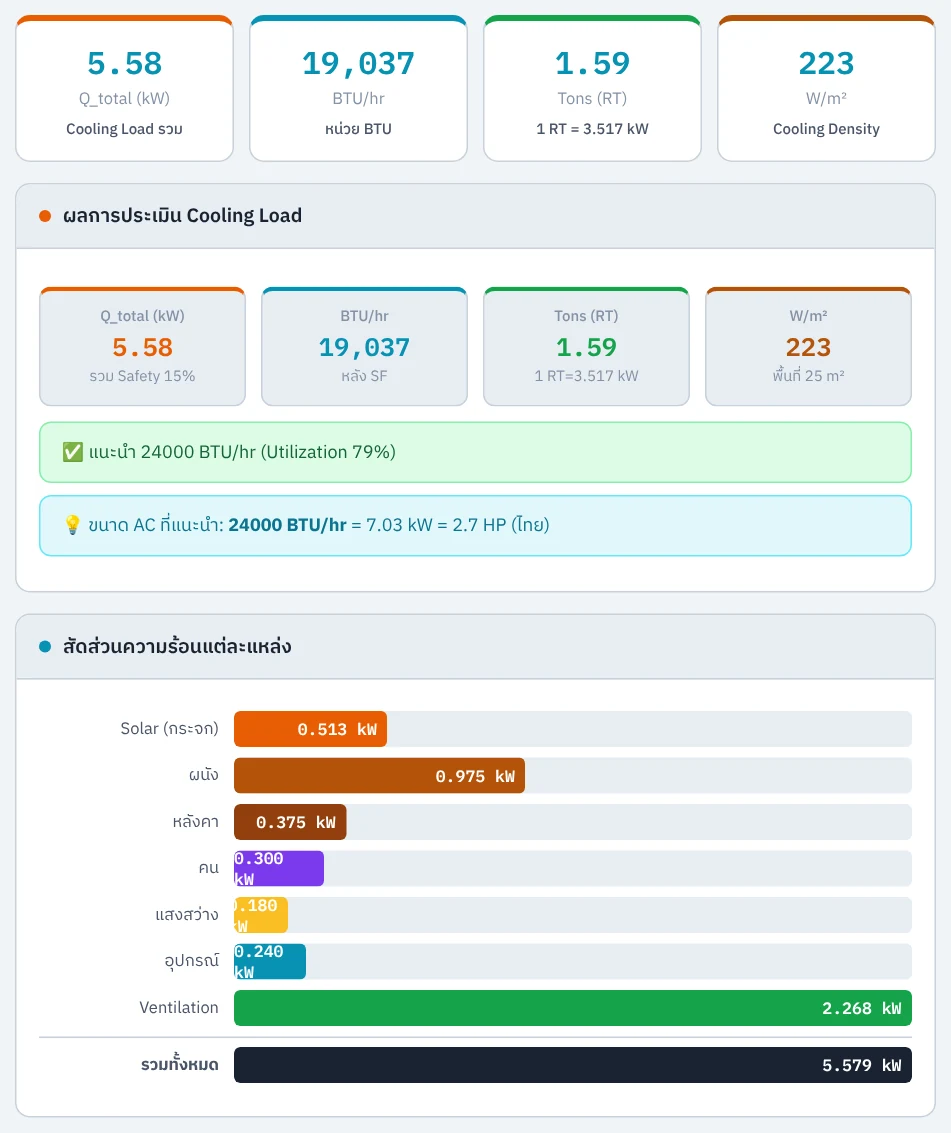 5.58
Q_total (kW)
Cooling Load รวม
19,037
BTU/hr
หน่วย BTU
1.59
Tons (RT)
1 RT = 3.517 kW
223
W/m²
Cooling Density
ผลการประเมิน Cooling Load
Q_total (kW)
5.58
รวม Safety 15%
BTU/hr
19,037
หลัง SF
Tons (RT)
1.59
1 RT=3.517 kW
W/m²
223
พื้นที่ 25 m²
✅ แนะนำ 24000 BTU/hr (Utilization 79%)
💡 ขนาด AC ที่แนะนำ: 24000 BTU/hr = 7.03 kW = 2.7 HP (ไทย)
สัดส่วนความร้อนแต่ละแหล่ง
Solar (กระจก) 0.513 kW
ผนัง 0.975 kW
หลังคา 0.375 kW
คน 0.300 kW
แสงสว่าง 0.180 kW
อุปกรณ์ 0.240 kW
Ventilation 2.268 kW
รวมทั้งหมด 5.579 kW